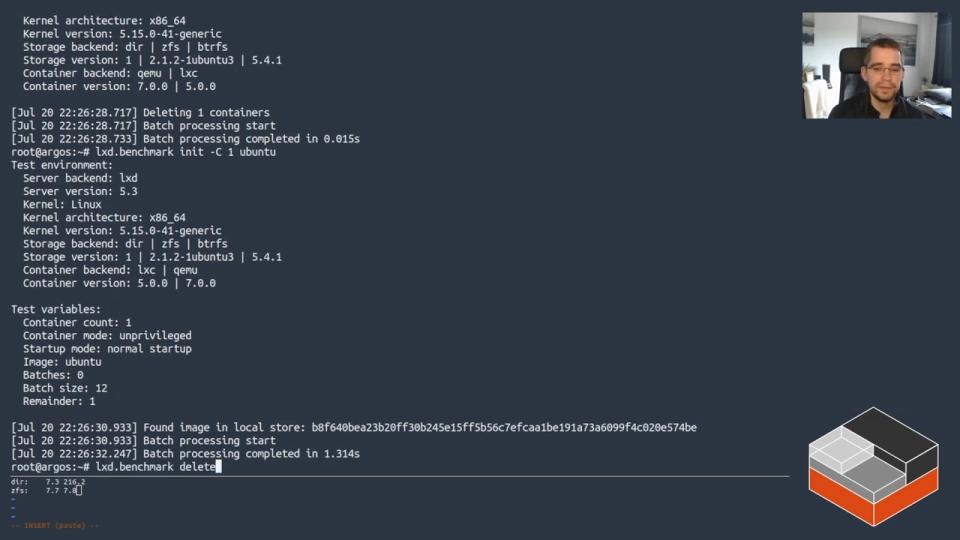 Kernel architecture: x86_64
Kernel version: 5.15.0-41-generic
Storage backend: dir | zfs | btrfs
Storage version: 1 | 2.1.2-1ubuntu3 | 5.4.1
Container backend: qemu | lxc
Container version: 7.0.0 | 5.0.0
[Jul 20 22:26:28.717] Deleting 1 containers
[Jul 20 22:26:28.717] Batch processing start
[Jul 20 22:26:28.733] Batch processing completed in 0.015s
root@argos:~# lxd.benchmark init -C 1 ubuntu
Test environment:
Server backend: lxd
Server version: 5.3
Kernel: Linux
Kernel architecture: x86_64
Kernel version: 5.15.0-41-generic
Storage backend: dir | zfs | btrfs
Storage version: 1 | 2.1.2-1ubuntu3 | 5.4.1
Container backend: lxc | qemu
Container version: 5.0.0 | 7.0.0
Test variables:
Container count: 1
Container mode: unprivileged
Startup mode: normal startup
Image: ubuntu
Batches: 0
Batch size: 12
Remainder: 1
[Jul 20 22:26:30.933] Found image in local store: b8f640bea23b20ff30b245e15ff5b56c7efcaa1be191a73a6099f4c020e574be
[Jul 20 22:26:30.933] Batch processing start
[Jul 20 22:26:32.247] Batch processing completed in 1.314s
root@argos:~# lxd.benchmark delete
dir: 7.3 216.2
zfs: 7.7 7.8
~
~
~
-- INSERT (paste) --